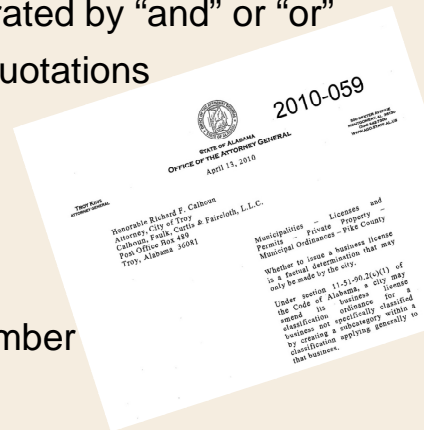 rated by “and” or “or”
uotations
mber
2010-059
STATE OF ALABAMA
OFFICE OF THE ATTORNEY GENERAL
April 13, 2010
TROY KING
ATTORNEY GENERAL
Honorable Richard F. Calhoun
Attorney, City of Troy
Calhoun, Faulk, Curtis & Faircloth, L.L.C.
Post Office Box 489
Troy, Alabama 36081
Municipalities – Licenses and
Permits – Private Property –
Municipal Ordinances – Pike County
Whether to issue a business license
is a factual determination that may
only be made by the city.
Under section 11-51-90.2(c)(1) of
the Code of Alabama, a city may
amend its business license
classification ordinance for a
business not specifically classified
by creating a subcategory within a
classification applying generally to
that business.